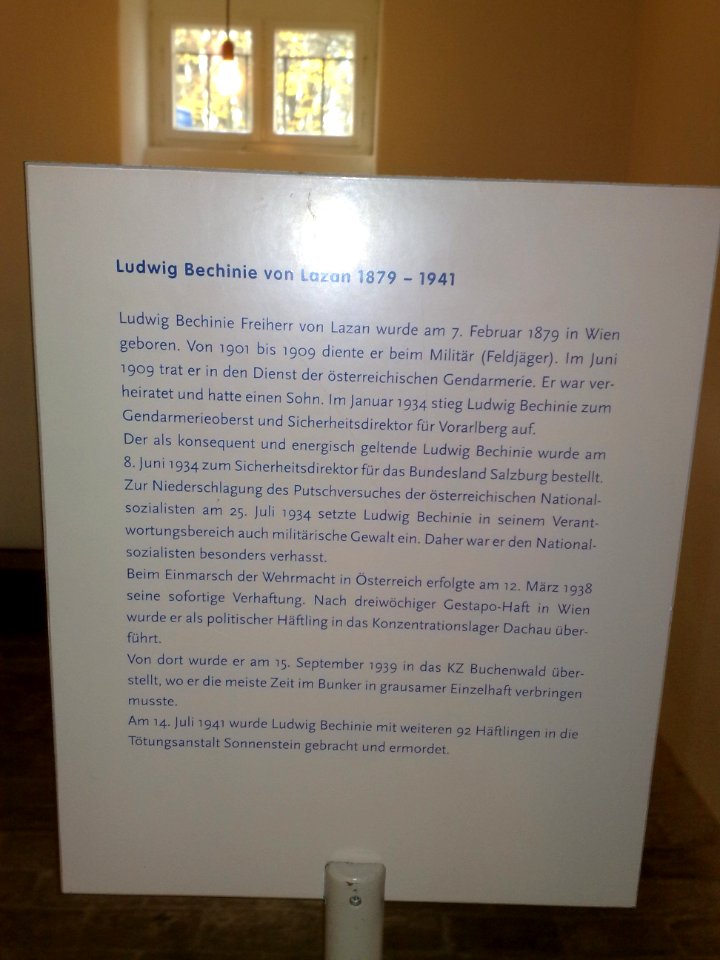 Ludwig Bechinie von Lazan 1879 – 1941
Ludwig Bechinie Freiherr von Lazan wurde am 7. Februar 1879 in Wien
geboren. Von 1901 bis 1909 diente er beim Militär (Feldjäger). Im Juni
1909 trat er in den Dienst der österreichischen Gendarmerie. Er war ver-
heiratet und hatte einen Sohn. Im Januar 1934 stieg Ludwig Bechinie zum
Gendarmerieoberst und Sicherheitsdirektor für Vorarlberg auf.
Der als konsequent und energisch geltende Ludwig Bechinie wurde am
8. Juni 1934 zum Sicherheitsdirektor für das Bundesland Salzburg bestellt.
Zur Niederschlagung des Putschversuches der österreichischen National-
sozialisten am 25. Juli 1934 setzte Ludwig Bechinie in seinem Verant-
wortungsbereich auch militärische Gewalt ein. Daher war er den National-
sozialisten besonders verhasst.
Beim Einmarsch der Wehrmacht in Österreich erfolgte am 12. März 1938
seine sofortige Verhaftung. Nach dreiwöchiger Gestapo-Haft in Wien
wurde er als politischer Häftling in das Konzentrationslager Dachau über-
führt.
Von dort wurde er am 15. September 1939 in das KZ Buchenwald über-
stellt, wo er die meiste Zeit im Bunker in grausamer Einzelhaft verbringen
musste.
Am 14. Juli 1941 wurde Ludwig Bechinie mit weiteren 92 Häftlingen in die
Tötungsanstalt Sonnenstein gebracht und ermordet.